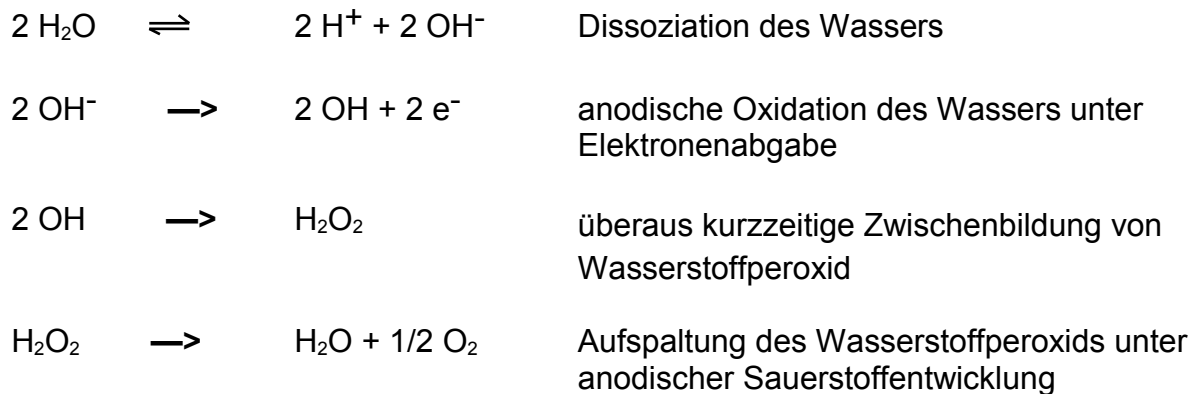 2 H₂O ⇌ 2 H⁺ + 2 OH⁻ Dissoziation des Wassers
2 OH⁻ —> 2 OH + 2 e⁻ anodische Oxidation des Wassers unter
Elektronenabgabe
2 OH —> H₂O₂ überaus kurzzeitige Zwischenbildung von
Wasserstoffperoxid
H₂O₂ —> H₂O + 1/2 O₂ Aufspaltung des Wasserstoffperoxids unter
anodischer Sauerstoffentwicklung